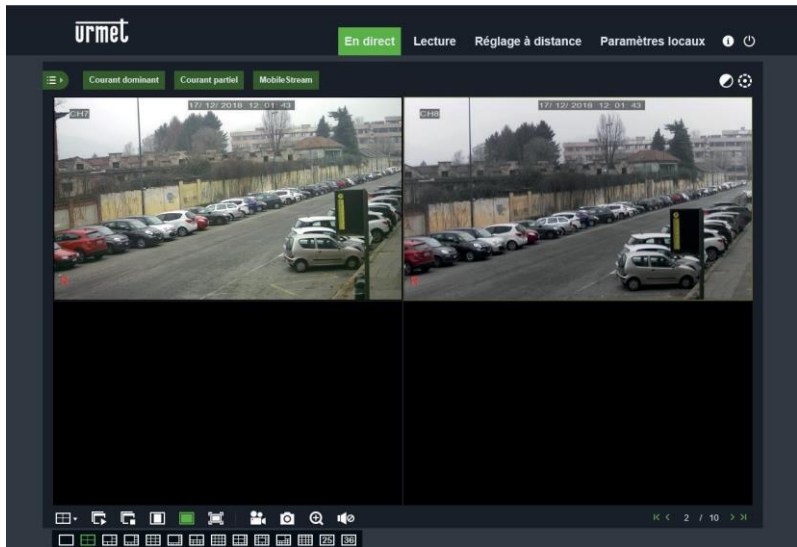 urmet
En direct Lecture Réglage à distance Paramètres locaux
Courant dominant Courant partiel MobileStream
CH7 17/12/2018 12 01 43
CH8 17/12/2018 12 01 43
2 / 10
25 36